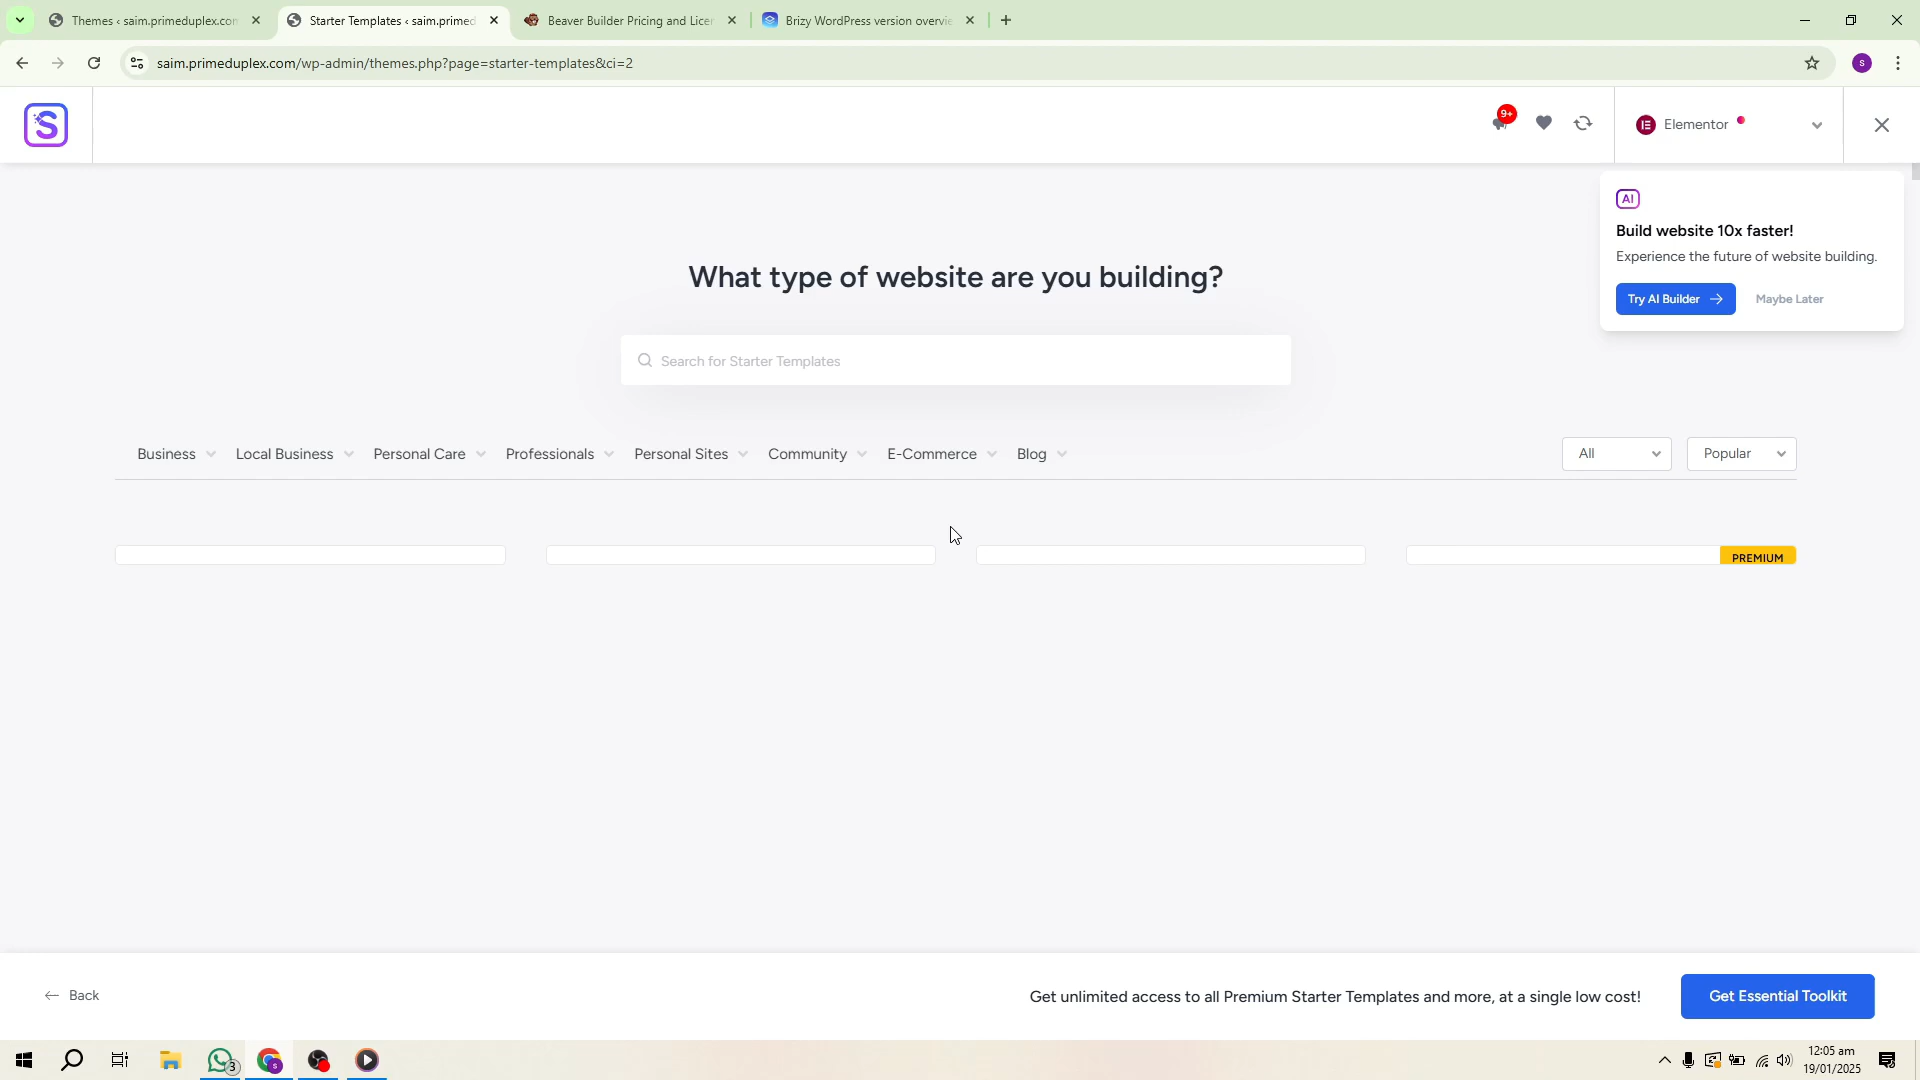 Themes ‹ saim.primeduplex.com
Starter Templates ‹ saim.primed
Beaver Builder Pricing and Licen
Brizy WordPress version overvie
saim.primeduplex.com/wp-admin/themes.php?page=starter-templates&ci=2
S
S
9+
Elementor
AI
Build website 10x faster!
Experience the future of website building.
Try AI Builder
Maybe Later
What type of website are you building?
Search for Starter Templates
Business
Local Business
Personal Care
Professionals
Personal Sites
Community
E-Commerce
Blog
All
Popular
PREMIUM
Back
Get unlimited access to all Premium Starter Templates and more, at a single low cost!
Get Essential Toolkit
3
S
12:05 am
19/01/2025